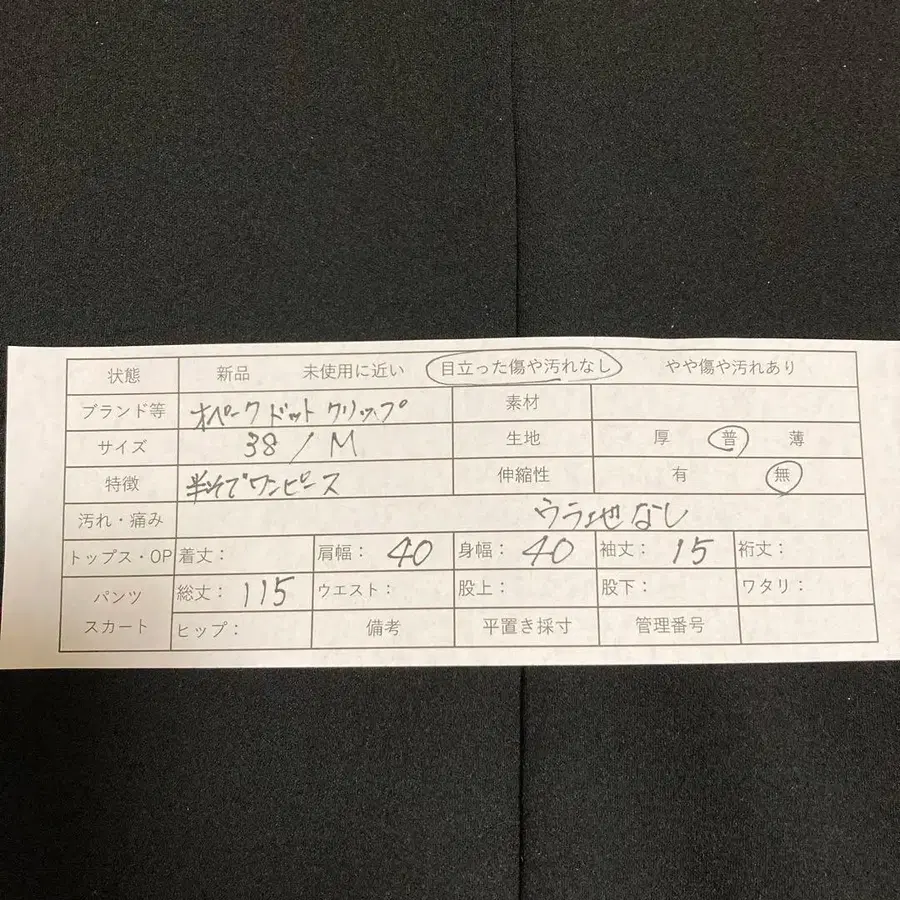 状態 新品 未使用に近い 目立った傷や汚れなし やや傷や汚れあり
ブランド等 オペークドットクリップ 素材
サイズ 38 / M 生地 厚 普 薄
特徴 半そでワンピース 伸縮性 有 無
汚れ・痛み ウラ地なし
トップス・OP 着丈： 肩幅： 40 身幅： 40 袖丈： 15 裄丈：
パンツ 総丈： 115 ウエスト： 股上： 股下： ワタリ：
スカート ヒップ： 備考 平置き採寸 管理番号